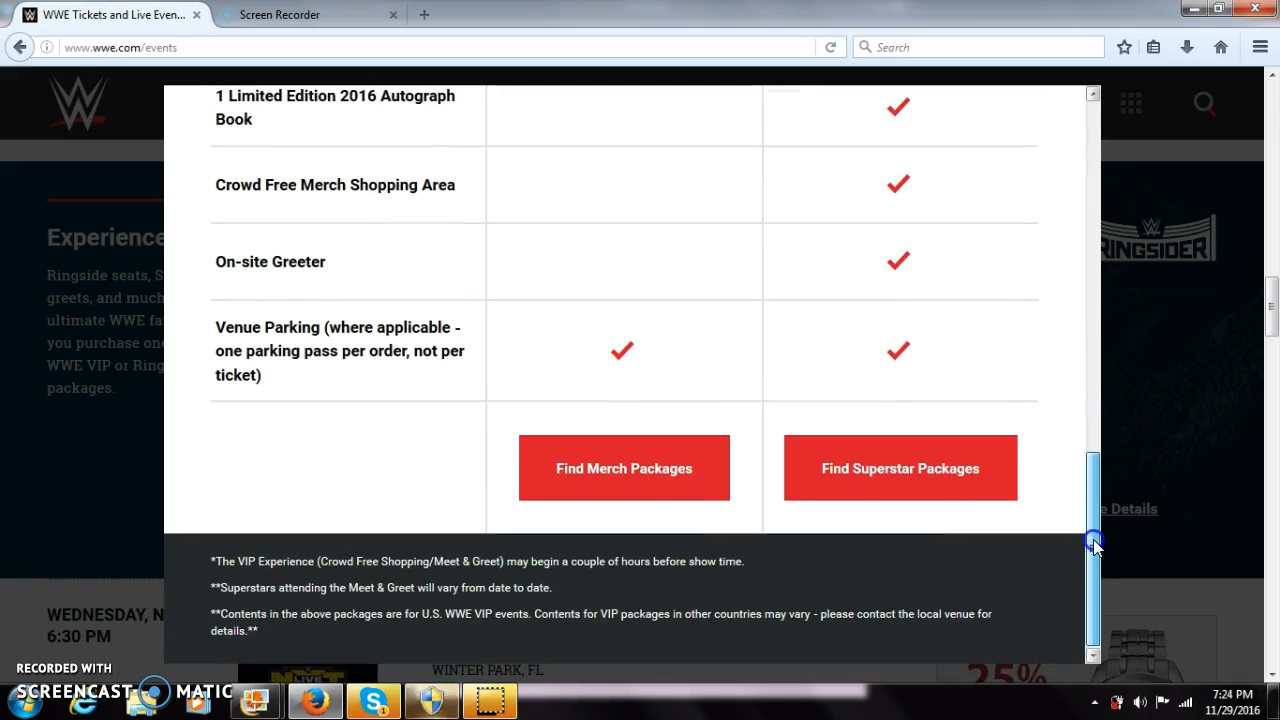 WWE Tickets and Live Even...
Screen Recorder
www.wwe.com/events
Search
1 Limited Edition 2016 Autograph
Book
Crowd Free Merch Shopping Area
On-site Greeter
Venue Parking (where applicable -
one parking pass per order, not per
ticket)
Find Merch Packages
Find Superstar Packages
*The VIP Experience (Crowd Free Shopping/Meet & Greet) may begin a couple of hours before show time.
**Superstars attending the Meet & Greet will vary from date to date.
**Contents in the above packages are for U.S. WWE VIP events. Contents for VIP packages in other countries may vary - please contact the local venue for
details.**
Experience
Ringside seats, S
greets, and much
ultimate WWE fa
you purchase one
WWE VIP or Ring
packages.
RINGSIDER
e Details
WEDNESDAY, N
6:30 PM
NXT
LIVE
WINTER PARK, FL
25%
RECORDED WITH
SCREENCAST MATIC
7:24 PM
11/29/2016